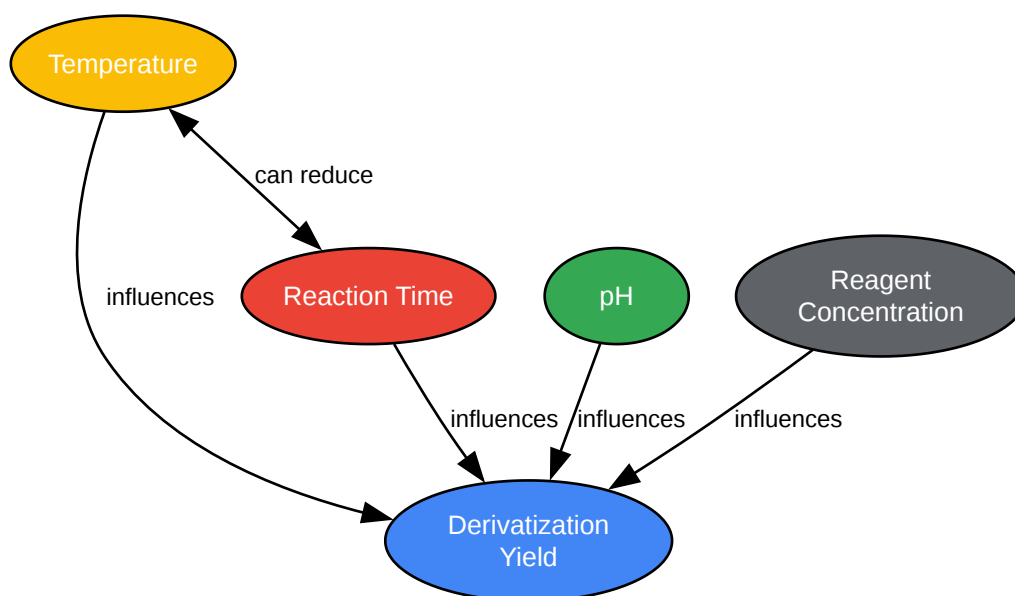 Temperature
can reduce
influences
Reaction Time
pH
Reagent
Concentration
influences
influences
influences
Derivatization
Yield